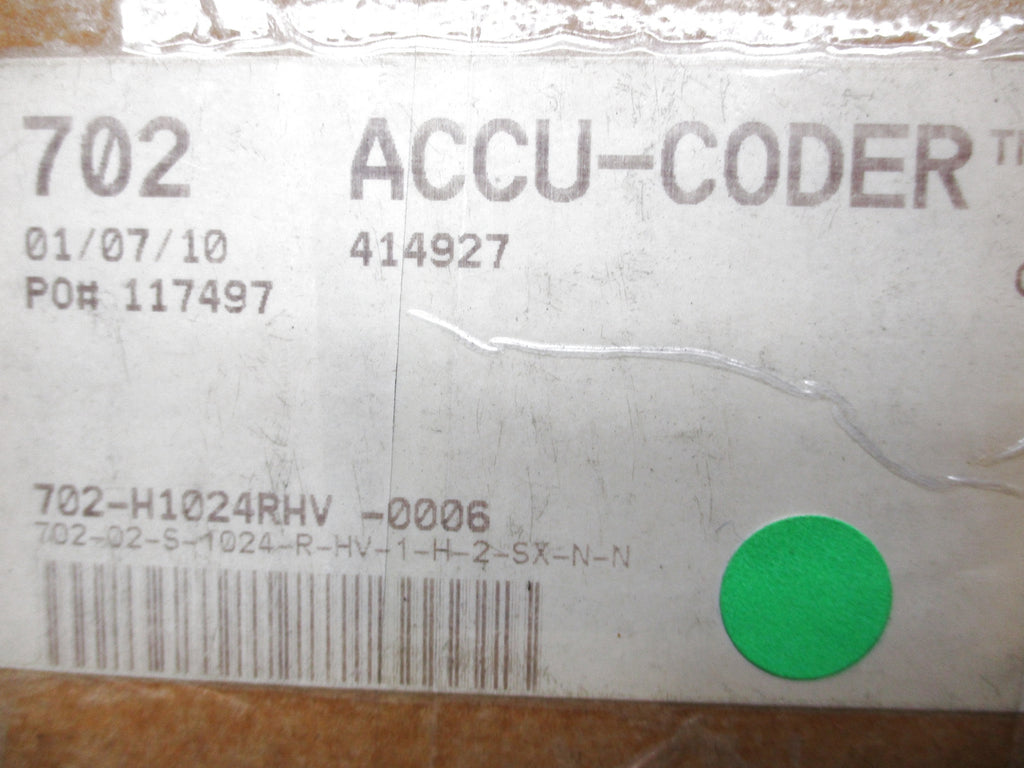 702 ACCU-CODER™
01/07/10 414927
PO# 117497
702-H1024RHV -0006
702-02-S-1024-R-HV-1-H-2-SX-N-N